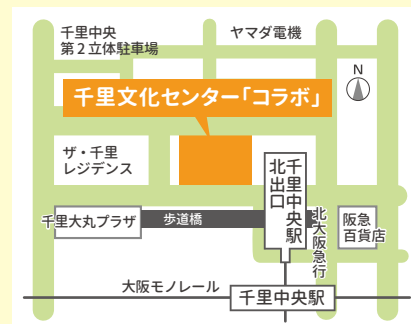 千里中央
第2立体駐車場
ヤマダ電機
N
千里文化センター「コラボ」
ザ・千里
レジデンス
千里中央駅
北出口
千里大丸プラザ
歩道橋
北大阪急行
阪急
百貨店
大阪モノレール
千里中央駅